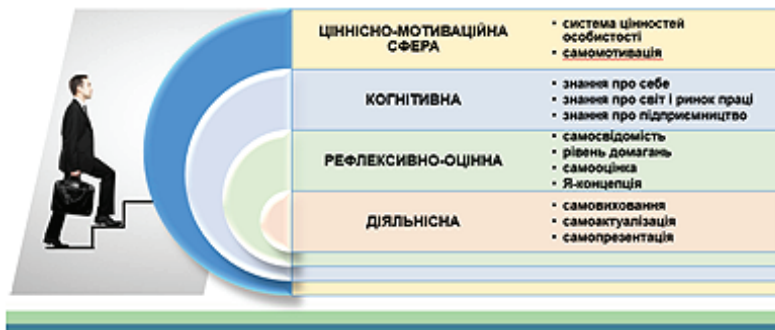 ЦІННІСНО-МОТИВАЦІЙНА
СФЕРА
• система цінностей
особистості
• самомотивація
КОГНІТИВНА
• знання про себе
• знання про світ і ринок праці
• знання про підприємництво
РЕФЛЕКСИВНО-ОЦІННА
• самосвідомість
• рівень домагань
• самооцінка
• Я-концепція
ДІЯЛЬНІСНА
• самовиховання
• самоактуалізація
• самопрезентація